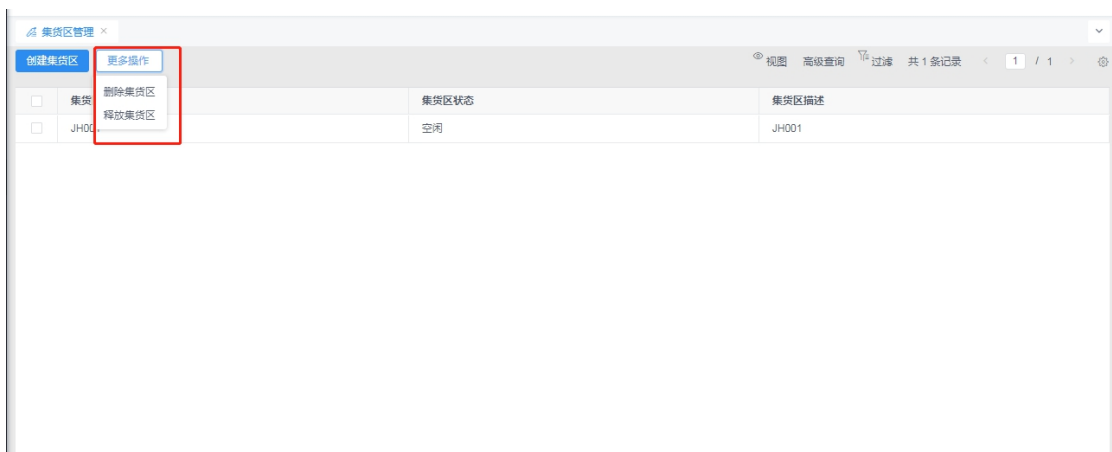 集货区管理 ×
创建集货区 更多操作 视图 高级查询 过滤 共 1 条记录 < 1 / 1 >
删除集货区
释放集货区
集货 集货区状态 集货区描述
空闲 JH001